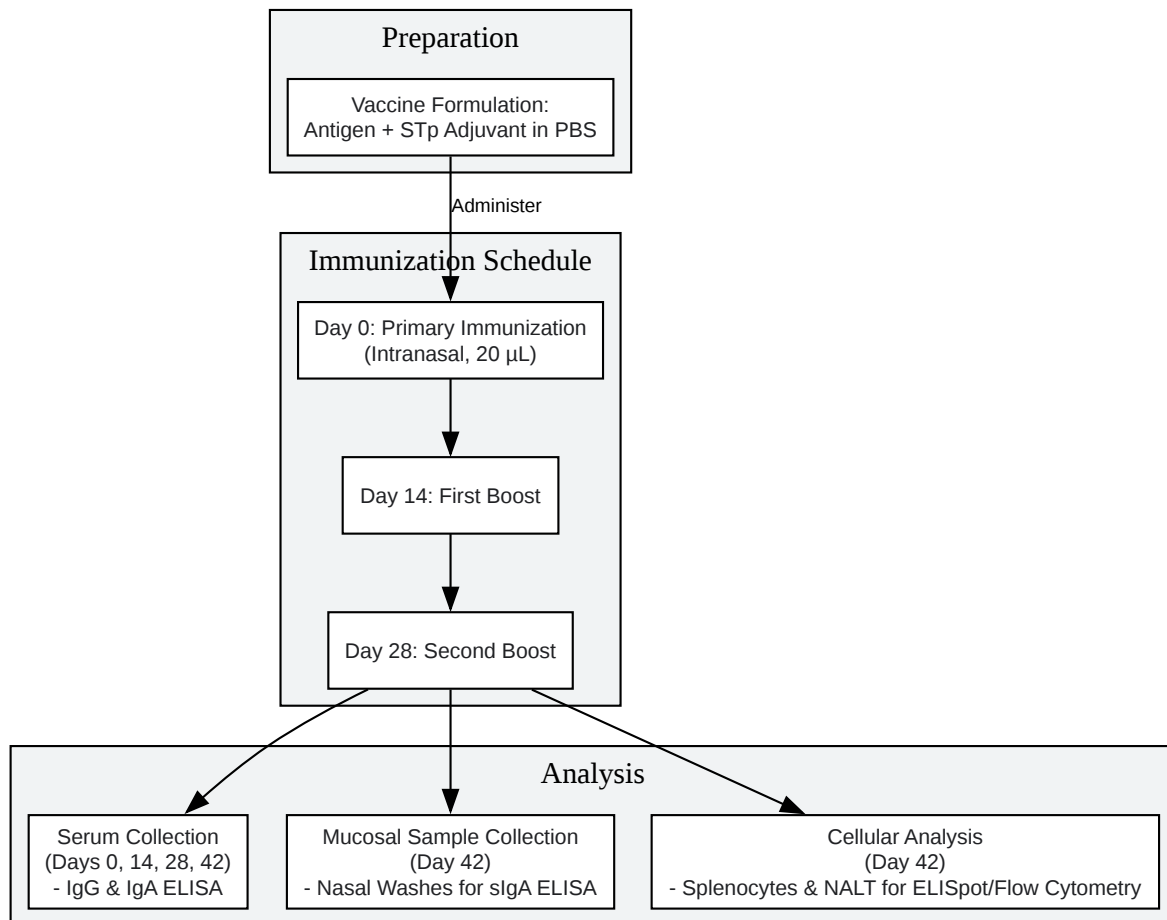 Preparation
Vaccine Formulation:
Antigen + STp Adjuvant in PBS
Administer
Immunization Schedule
Day 0: Primary Immunization
(Intranasal, 20 µL)
Day 14: First Boost
Day 28: Second Boost
Analysis
Serum Collection
(Days 0, 14, 28, 42)
- IgG & IgA ELISA
Mucosal Sample Collection
(Day 42)
- Nasal Washes for sIgA ELISA
Cellular Analysis
(Day 42)
- Splenocytes & NALT for ELISpot/Flow Cytometry